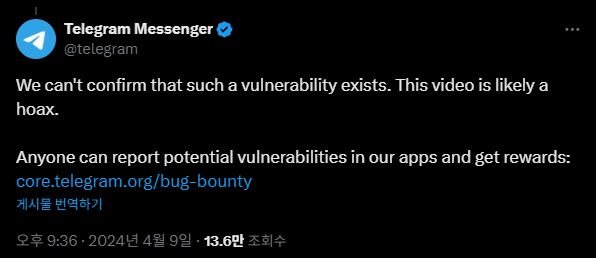 Telegram Messenger
@telegram
We can't confirm that such a vulnerability exists. This video is likely a
hoax.
Anyone can report potential vulnerabilities in our apps and get rewards:
core.telegram.org/bug-bounty
게시물 번역하기
오후 9:36 · 2024년 4월 9일 · 13.6만 조회수